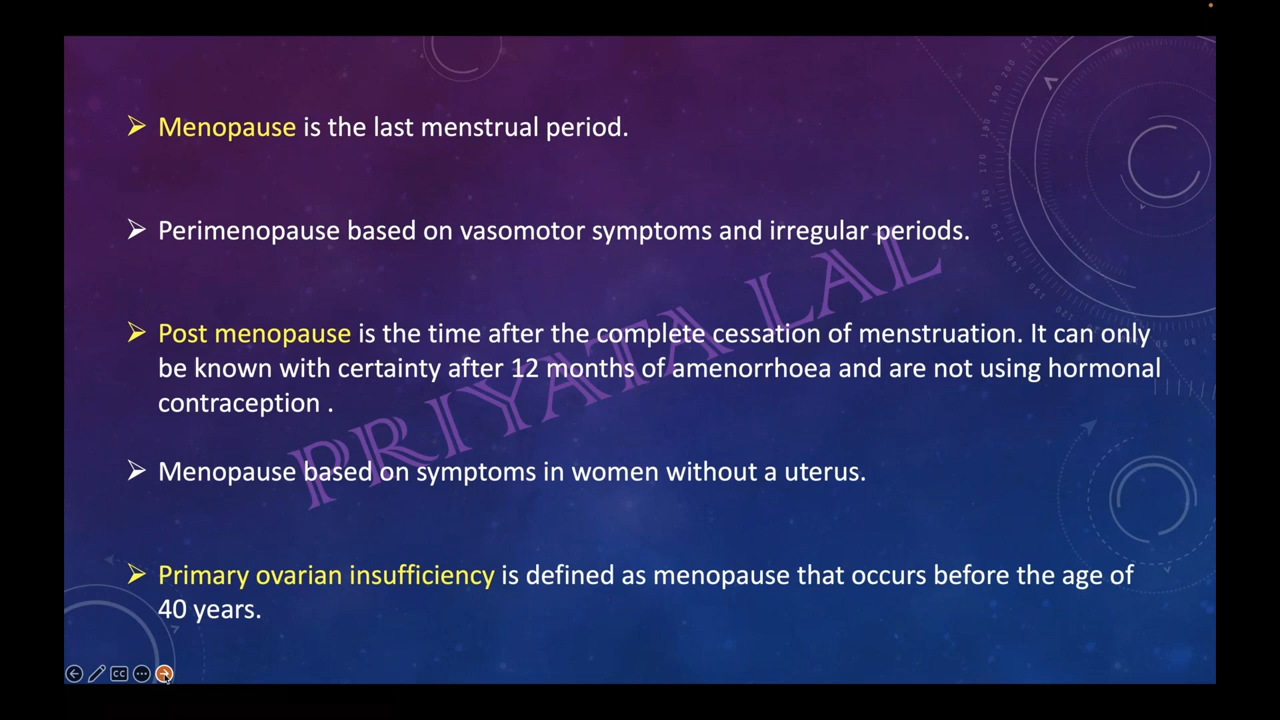 Menopause is the last menstrual period.
Perimenopause based on vasomotor symptoms and irregular periods.
Post menopause is the time after the complete cessation of menstruation. It can only
be known with certainty after 12 months of amenorrhoea and are not using hormonal
contraception .
Menopause based on symptoms in women without a uterus.
Primary ovarian insufficiency is defined as menopause that occurs before the age of
40 years.
PRIYATA LAL
CC